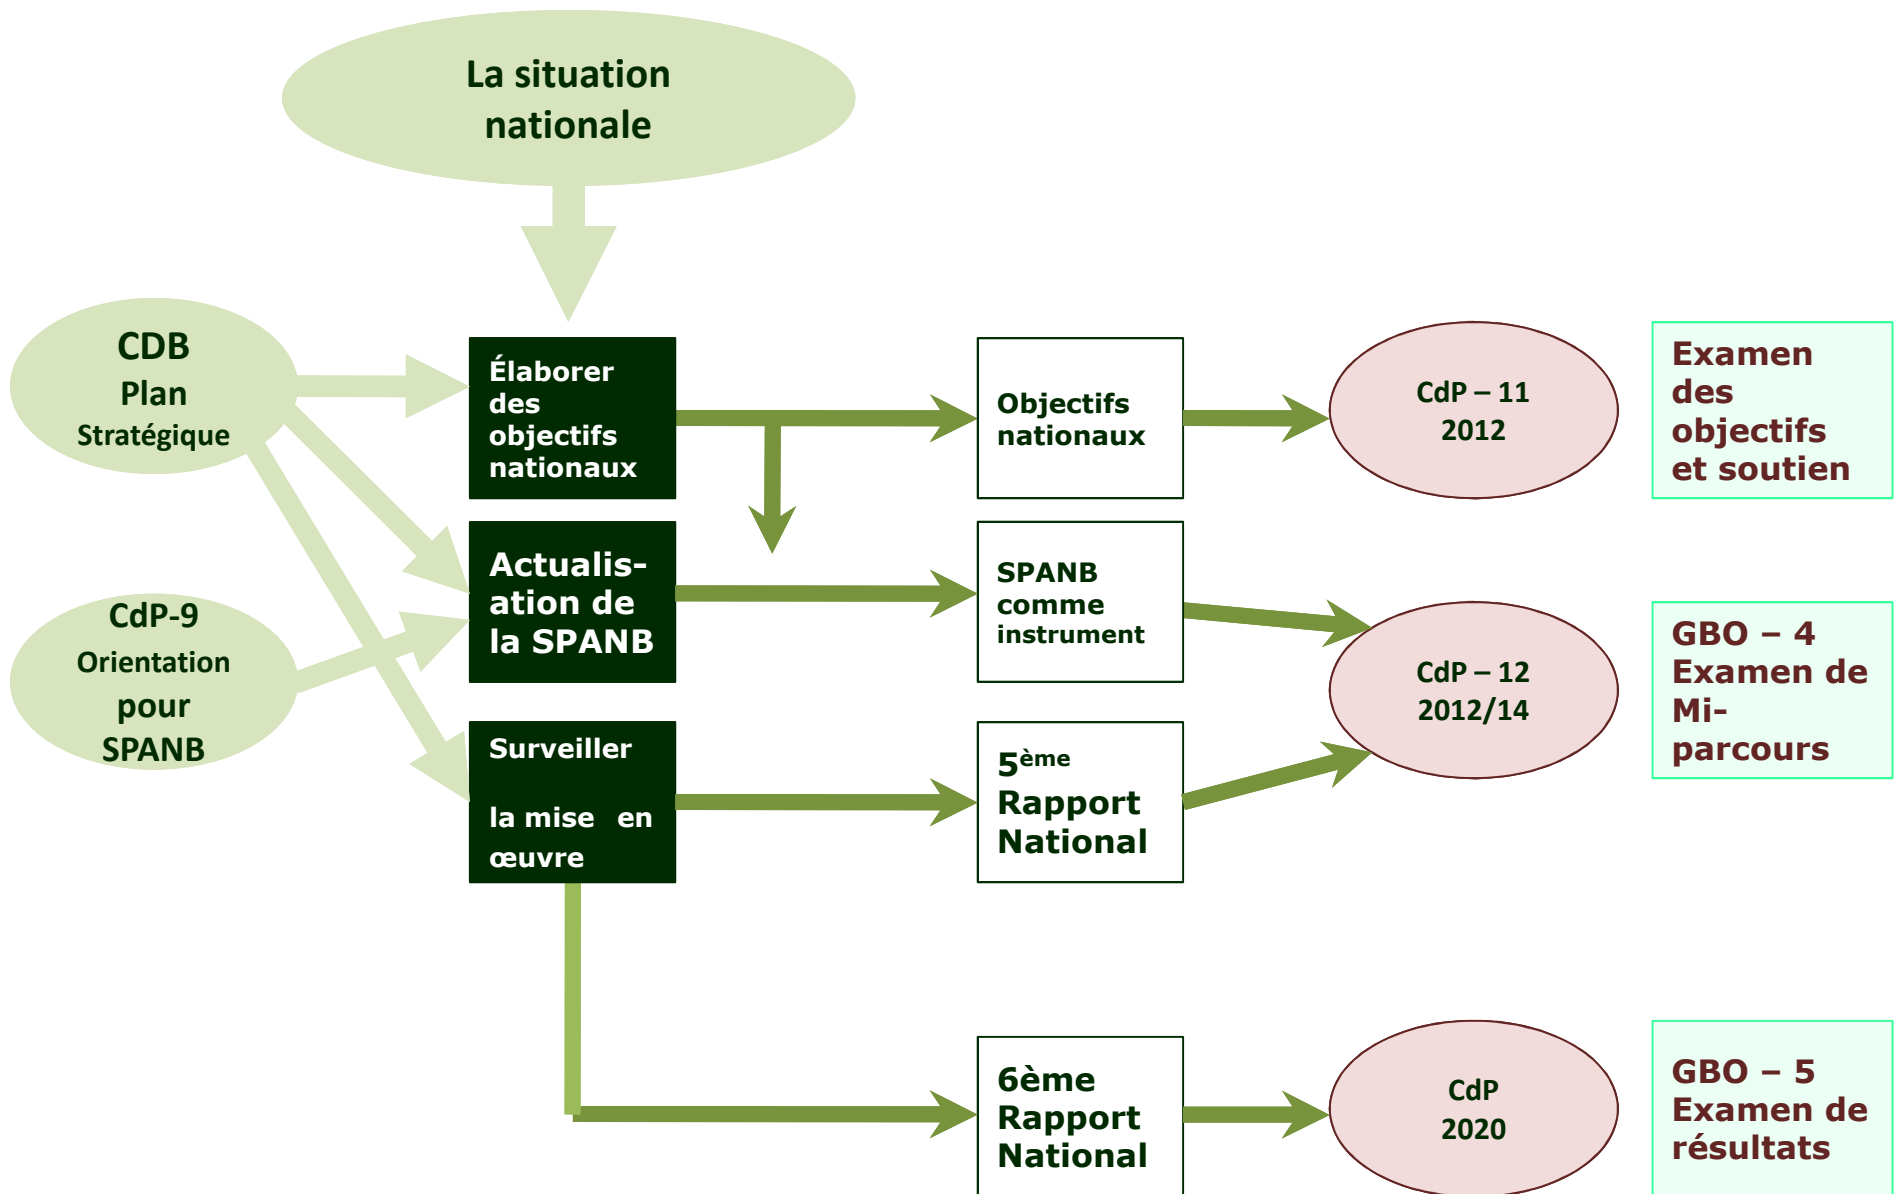 La situation
nationale
CDB
Plan
Stratégique
CdP-9
Orientation
pour
SPANB
Élaborer
des
objectifs
nationaux
Objectifs
nationaux
CdP – 11
2012
Examen
des
objectifs
et soutien
Actualis-
ation de
la SPANB
SPANB
comme
instrument
CdP – 12
2012/14
GBO – 4
Examen de
Mi-
parcours
Surveiller
la mise en
œuvre
5ème
Rapport
National
6ème
Rapport
National
CdP
2020
GBO – 5
Examen de
résultats